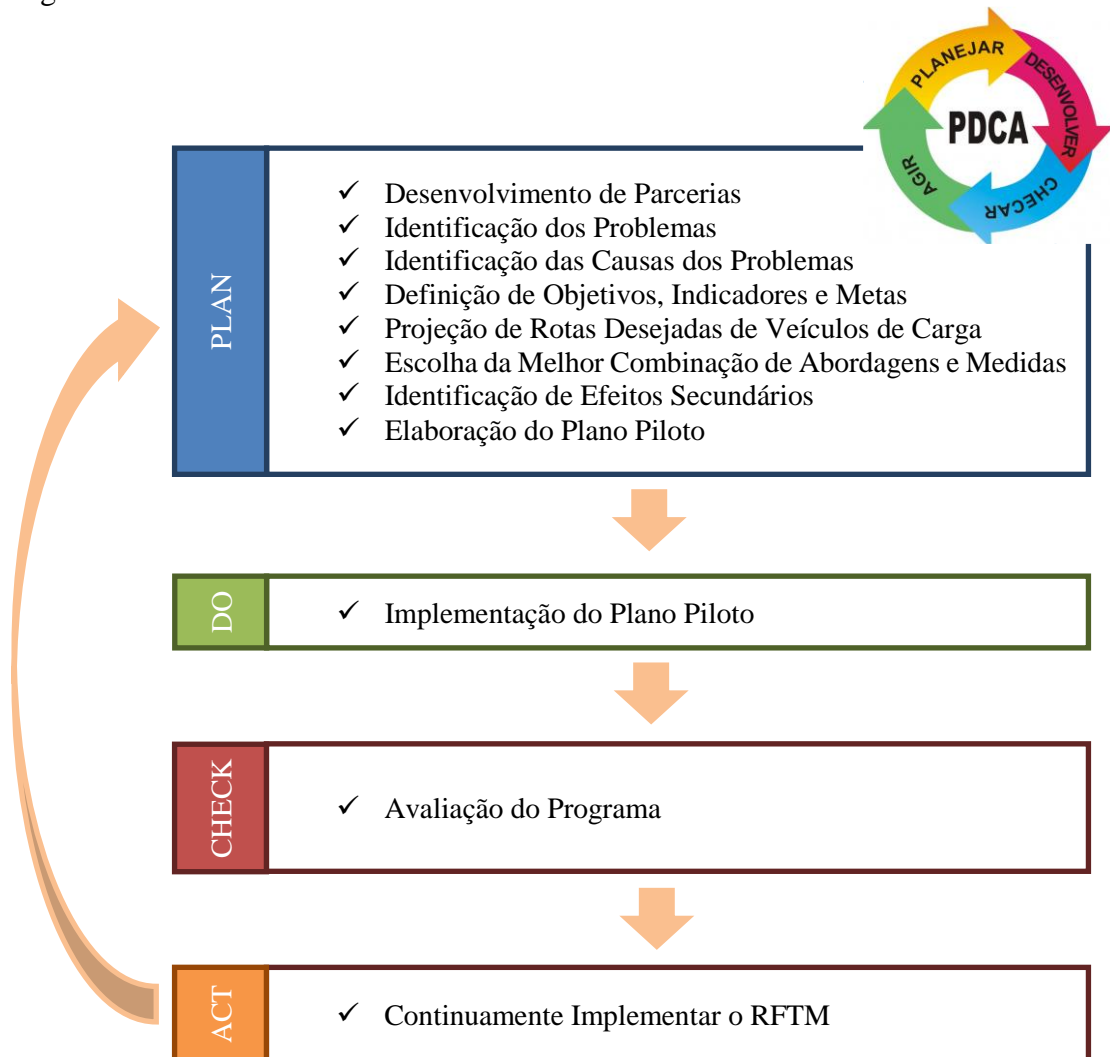 PLANEJAR
DESENVOLVER
PDCA
AGIR
CHECAR
PLAN
✓ Desenvolvimento de Parcerias
✓ Identificação dos Problemas
✓ Identificação das Causas dos Problemas
✓ Definição de Objetivos, Indicadores e Metas
✓ Projeção de Rotas Desejadas de Veículos de Carga
✓ Escolha da Melhor Combinação de Abordagens e Medidas
✓ Identificação de Efeitos Secundários
✓ Elaboração do Plano Piloto
DO
✓ Implementação do Plano Piloto
CHECK
✓ Avaliação do Programa
ACT
✓ Continuamente Implementar o RFTM